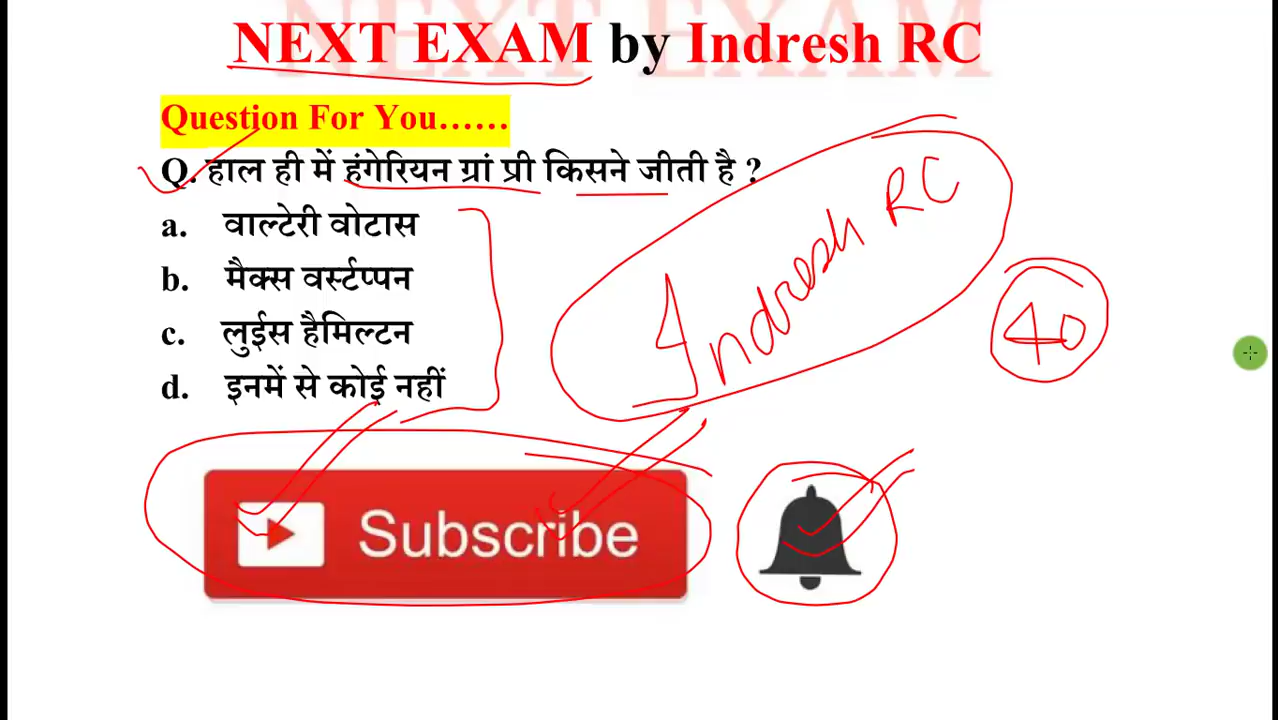 NEXT EXAM by Indresh RC
Question For You......
Q. हाल ही में हंगेरियन ग्रां प्री किसने जीती है ?
a. वाल्टेरी वोटास
b. मैक्स वर्स्टप्पन
c. लुईस हैमिल्टन
d. इनमें से कोई नहीं
Indresh RC
40
Subscribe